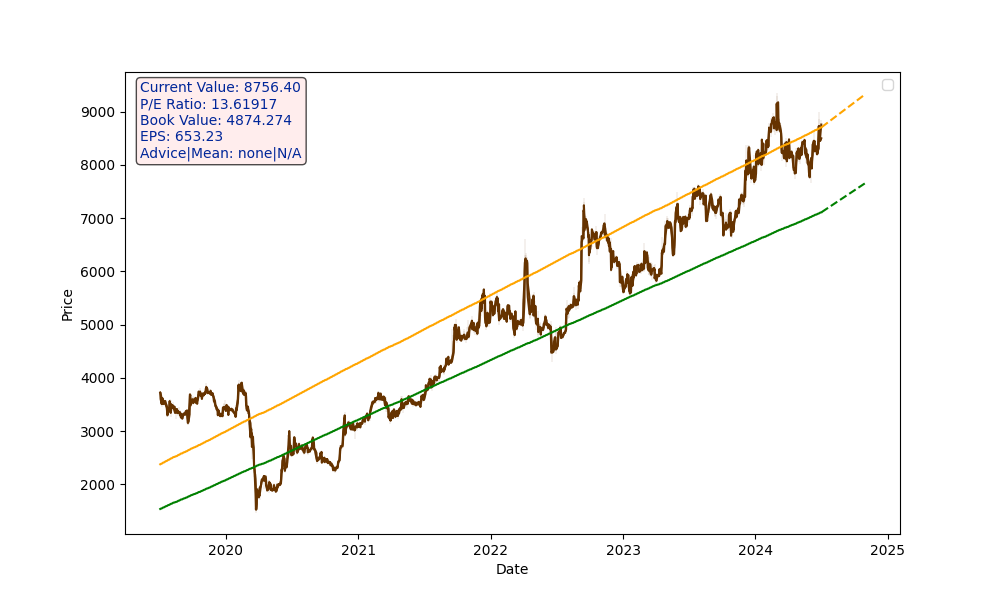 Current Value: 8756.40
P/E Ratio: 13.61917
Book Value: 4874.274
EPS: 653.23
Advice|Mean: none|N/A
9000
8000
7000
6000
5000
4000
3000
2000
Price
2020
2021
2022
2023
2024
2025
Date